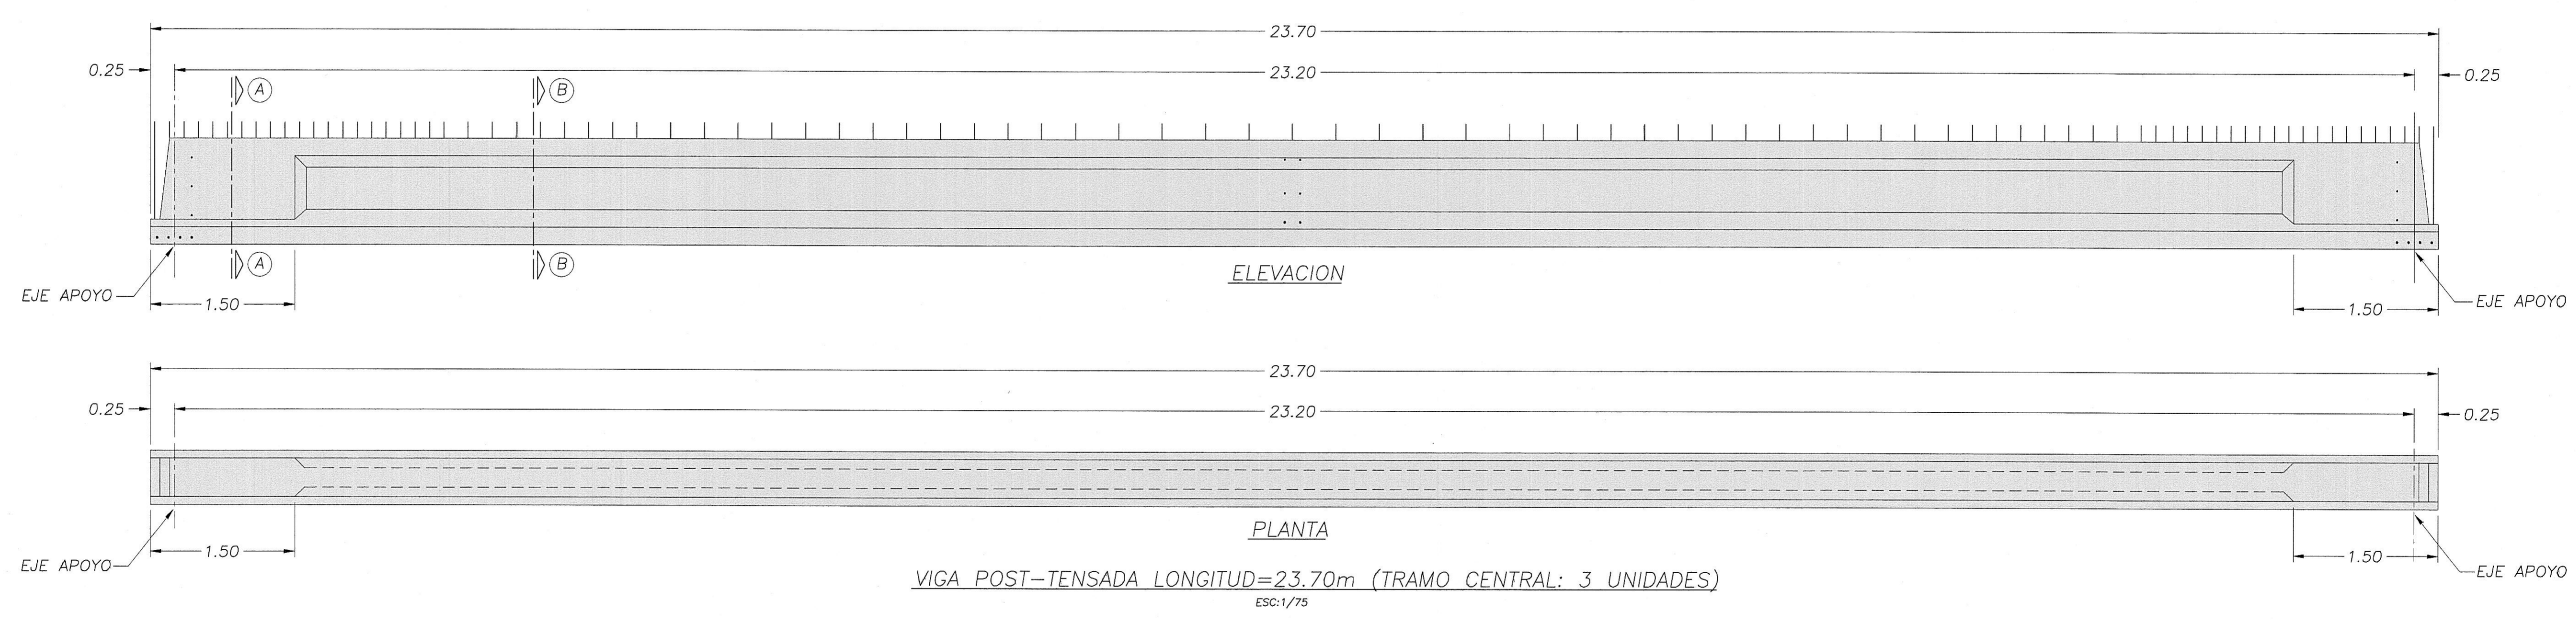 23.70
0.25
23.20
0.25
A
B
A
B
ELEVACION
EJE APOYO
1.50
1.50
EJE APOYO
23.70
0.25
23.20
0.25
PLANTA
EJE APOYO
1.50
1.50
EJE APOYO
VIGA POST-TENSADA LONGITUD=23.70m (TRAMO CENTRAL: 3 UNIDADES)
ESC:1/75